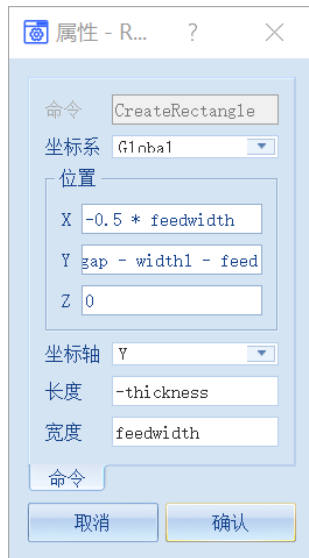 属性 - R... ?
命令 CreateRectangle
坐标系 Global
位置
X -0.5 * feedwidth
Y gap - width1 - feed
Z 0
坐标轴 Y
长度 -thickness
宽度 feedwidth
命令
取消 确认